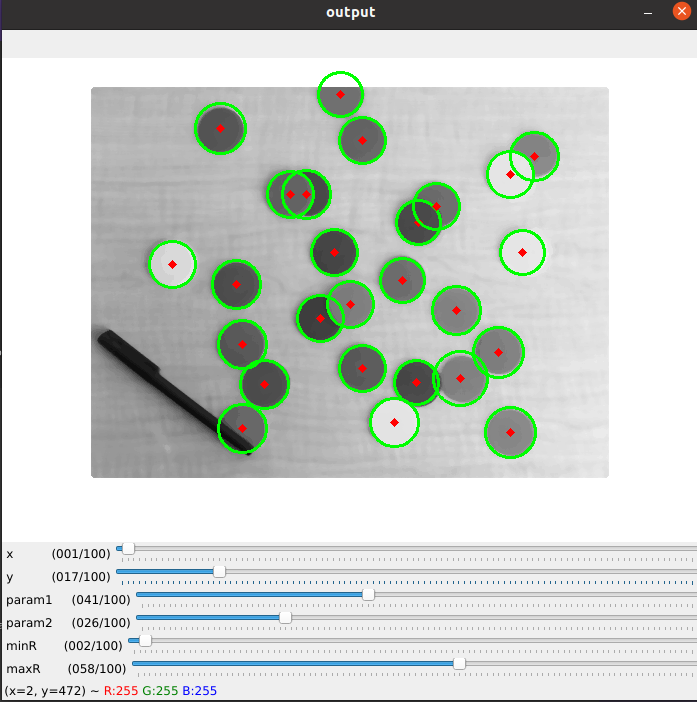 output
x (001/100)
y (017/100)
param1 (041/100)
param2 (026/100)
minR (002/100)
maxR (058/100)
(x=2, y=472) ~ R:255 G:255 B:255